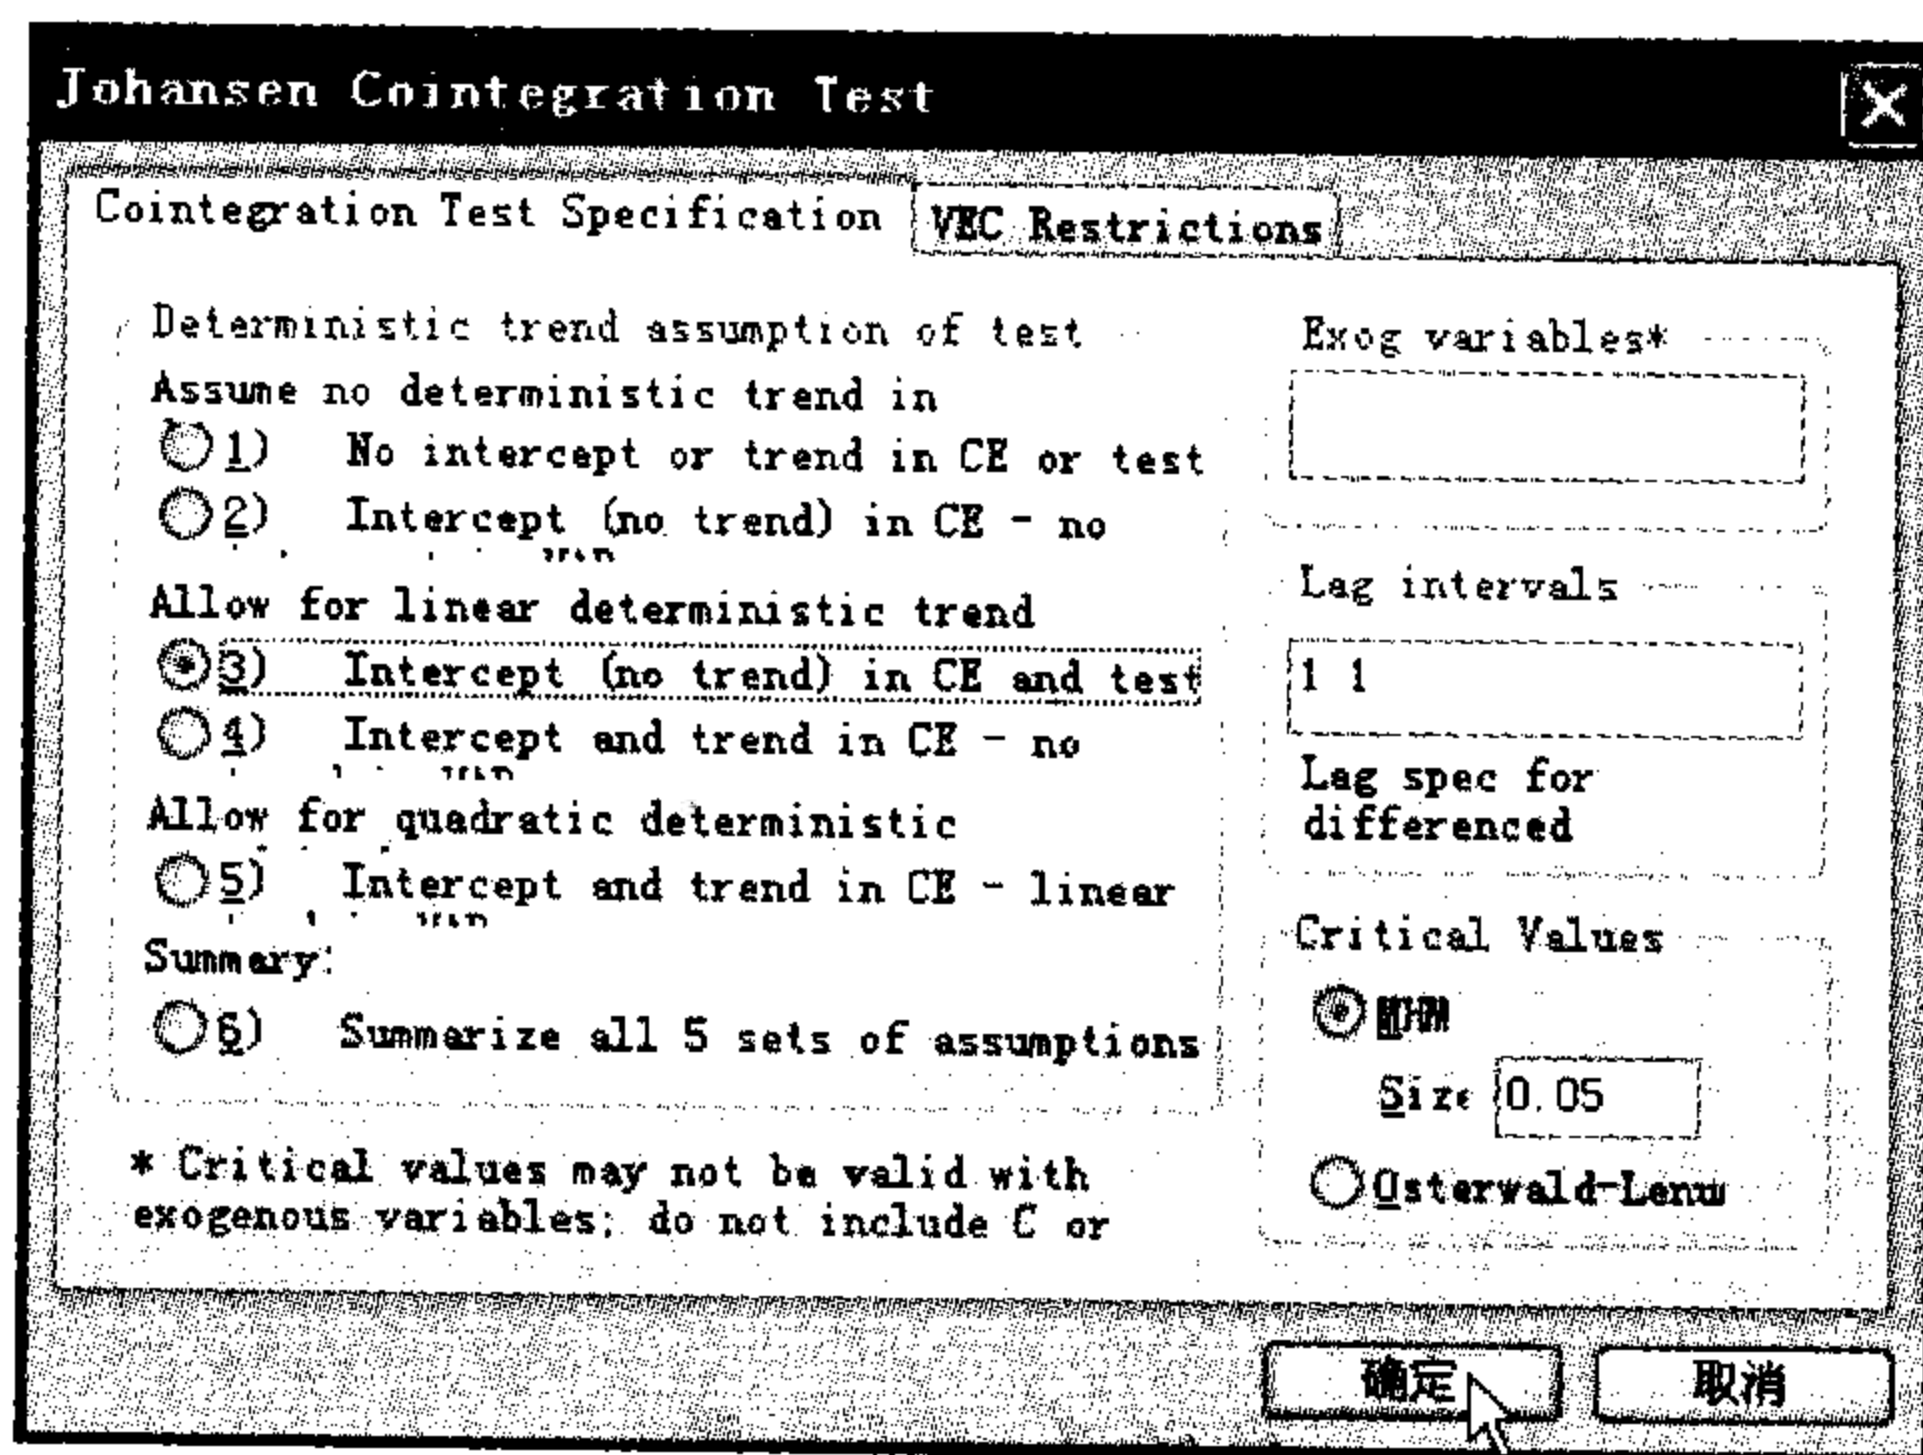 Johansen Cointegration Test
Cointegration Test Specification
VEC Restrictions
Deterministic trend assumption of test
Assume no deterministic trend in
1) No intercept or trend in CE or test
2) Intercept (no trend) in CE - no
Allow for linear deterministic trend
3) Intercept (no trend) in CE and test
4) Intercept and trend in CE - no
Allow for quadratic deterministic
5) Intercept and trend in CE - linear
Summary:
6) Summarize all 5 sets of assumptions
* Critical values may not be valid with
exogenous variables; do not include C or
Exog variables*
Lag intervals
1 1
Lag spec for
differenced
Critical Values
MHM
Size 0.05
Osterwald-Lenum
确定
取消